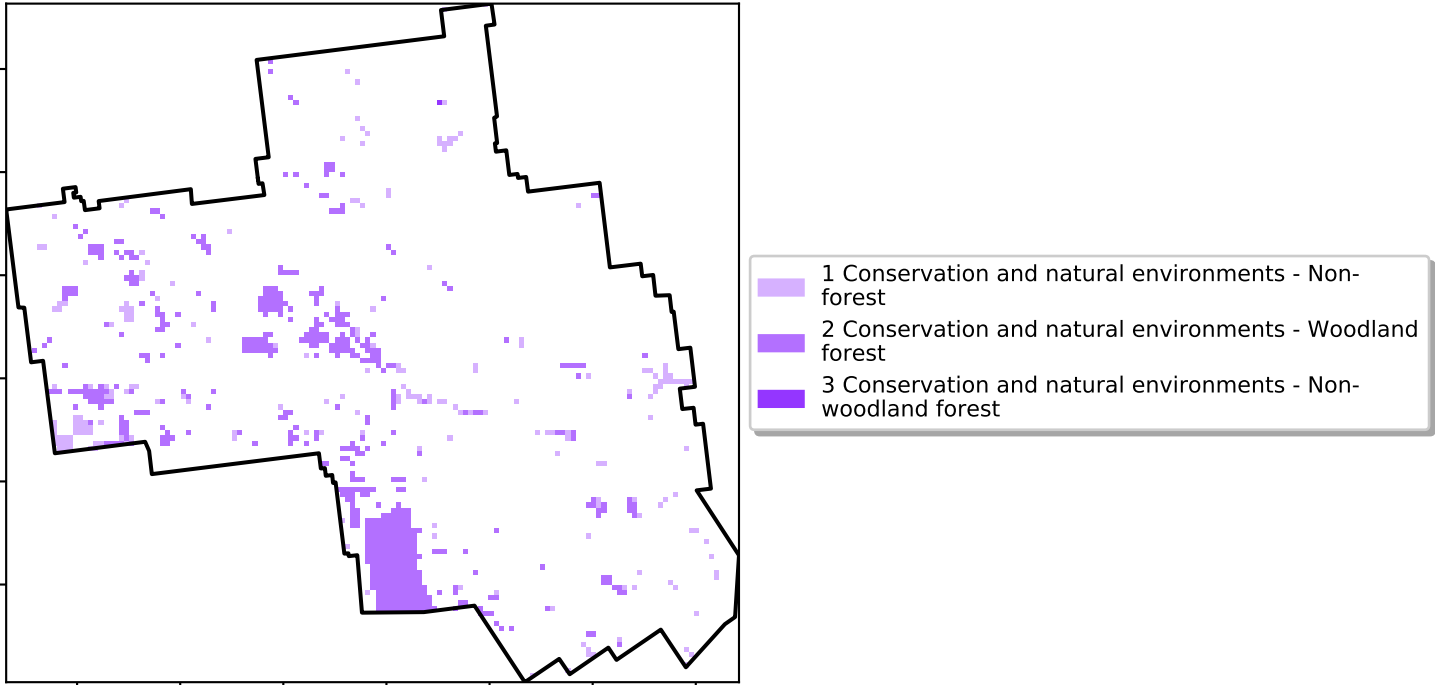 1 Conservation and natural environments - Non-
forest
2 Conservation and natural environments - Woodland
forest
3 Conservation and natural environments - Non-
woodland forest